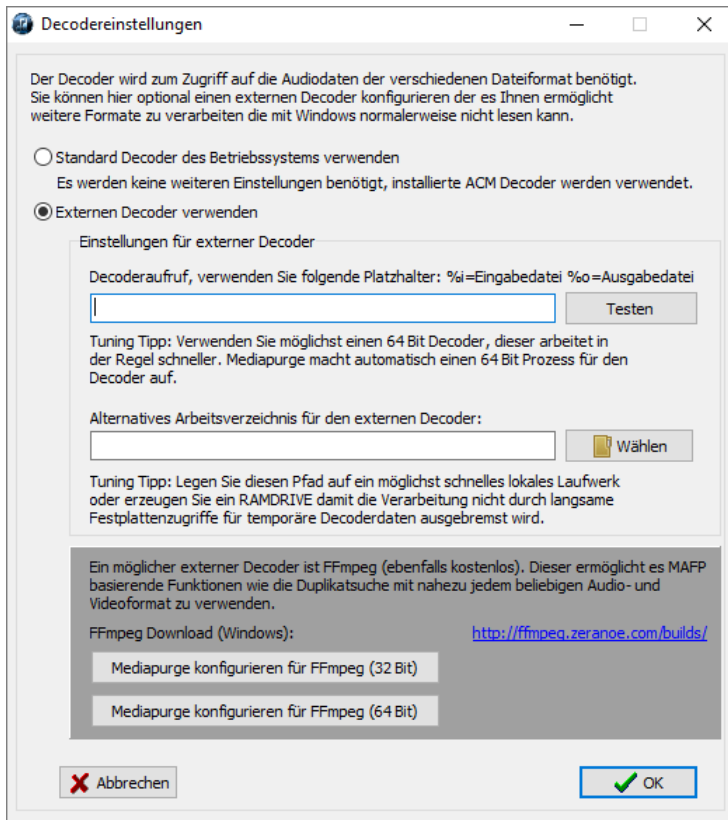 Decodereinstellungen
Der Decoder wird zum Zugriff auf die Audiodaten der verschiedenen Dateiformat benötigt.
Sie können hier optional einen externen Decoder konfigurieren der es Ihnen ermöglicht
weitere Formate zu verarbeiten die mit Windows normalerweise nicht lesen kann.
Standard Decoder des Betriebssystems verwenden
Es werden keine weiteren Einstellungen benötigt, installierte ACM Decoder werden verwendet.
Externen Decoder verwenden
Einstellungen für externer Decoder
Decoderaufruf, verwenden Sie folgende Platzhalter: %i=Eingabedatei %o=Ausgabedatei
Testen
Tuning Tipp: Verwenden Sie möglichst einen 64 Bit Decoder, dieser arbeitet in
der Regel schneller. Mediapurge macht automatisch einen 64 Bit Prozess für den
Decoder auf.
Alternatives Arbeitsverzeichnis für den externen Decoder:
Wählen
Tuning Tipp: Legen Sie diesen Pfad auf ein möglichst schnelles lokales Laufwerk
oder erzeugen Sie ein RAMDRIVE damit die Verarbeitung nicht durch langsame
Festplattenzugriffe für temporäre Decoderdaten ausgebremst wird.
Ein möglicher externer Decoder ist FFmpeg (ebenfalls kostenlos). Dieser ermöglicht es MAFP
basierende Funktionen wie die Duplikatsuche mit nahezu jedem beliebigen Audio- und
Videoformat zu verwenden.
FFmpeg Download (Windows): http://ffmpeg.zeranoe.com/builds/
Mediapurge konfigurieren für FFmpeg (32 Bit)
Mediapurge konfigurieren für FFmpeg (64 Bit)
Abbrechen OK